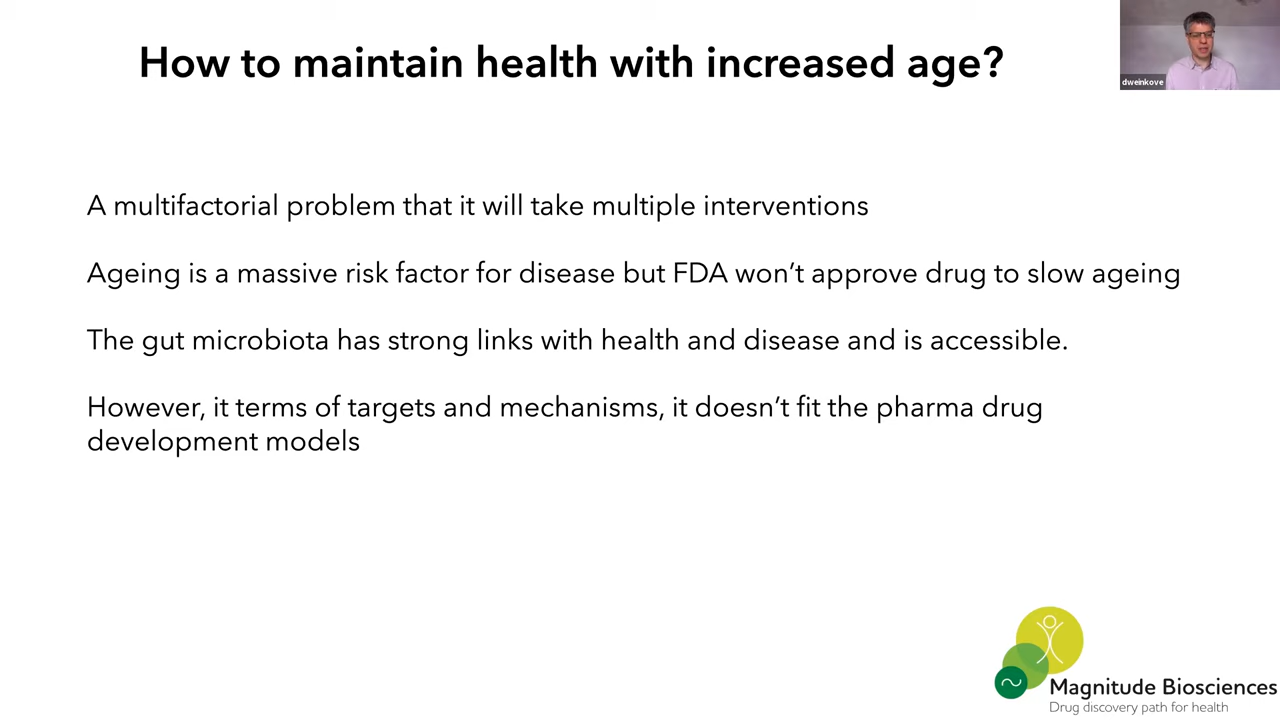 How to maintain health with increased age?
dweinkove
A multifactorial problem that it will take multiple interventions
Ageing is a massive risk factor for disease but FDA won’t approve drug to slow ageing
The gut microbiota has strong links with health and disease and is accessible.
However, it terms of targets and mechanisms, it doesn’t fit the pharma drug
development models
Magnitude Biosciences
Drug discovery path for health